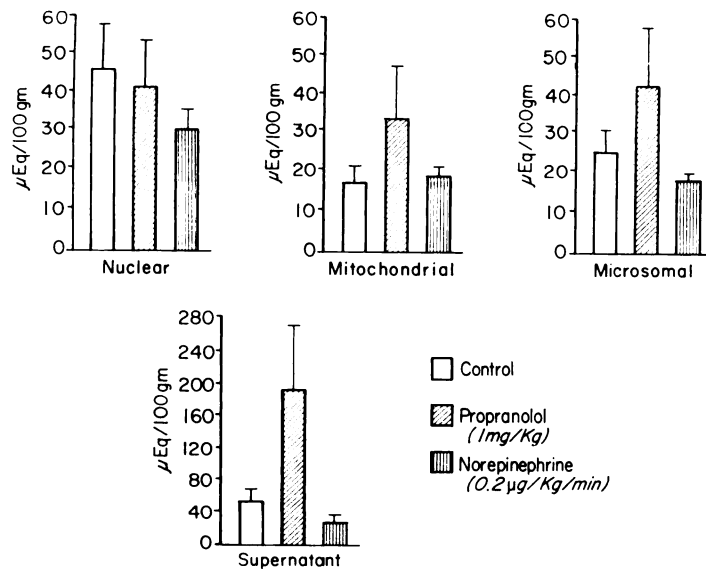 60
50
40
30
20
10
0
μEq/100gm
Nuclear
60
50
40
30
20
10
0
μEq/100gm
Mitochondrial
60
50
40
30
20
10
0
μEq/100gm
Microsomal
280
240
200
160
120
80
40
0
μEq/100gm
Supernatant
Control
Propranolol
(1mg/Kg)
Norepinephrine
(0.2μg/Kg/min)